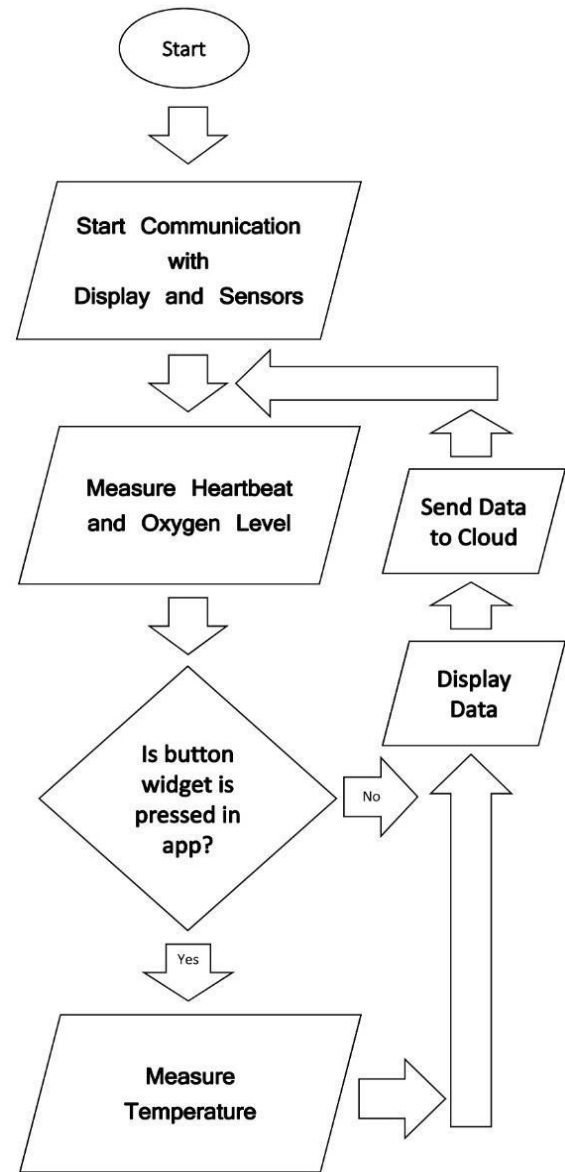 Start
Start Communication
with
Display and Sensors
Measure Heartbeat
and Oxygen Level
Send Data
to Cloud
Display
Data
Is button
widget is
pressed in
app?
No
Yes
Measure
Temperature